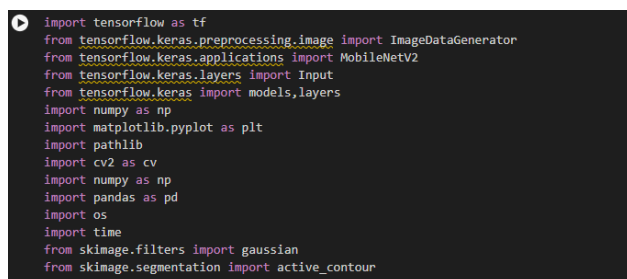 import tensorflow as tf
from tensorflow.keras.preprocessing.image import ImageDataGenerator
from tensorflow.keras.applications import MobileNetV2
from tensorflow.keras.layers import Input
from tensorflow.keras import models,layers
import numpy as np
import matplotlib.pyplot as plt
import pathlib
import cv2 as cv
import numpy as np
import pandas as pd
import os
import time
from skimage.filters import gaussian
from skimage.segmentation import active_contour